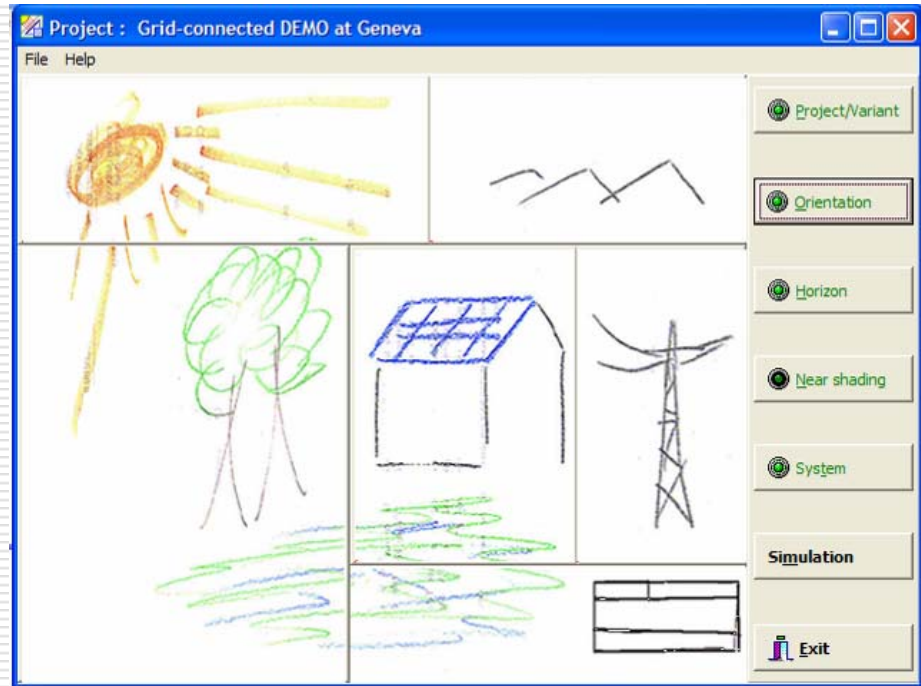 Project : Grid-connected DEMO at Geneva
File Help
Project/Variant
Orientation
Horizon
Near shading
System
Simulation
Exit